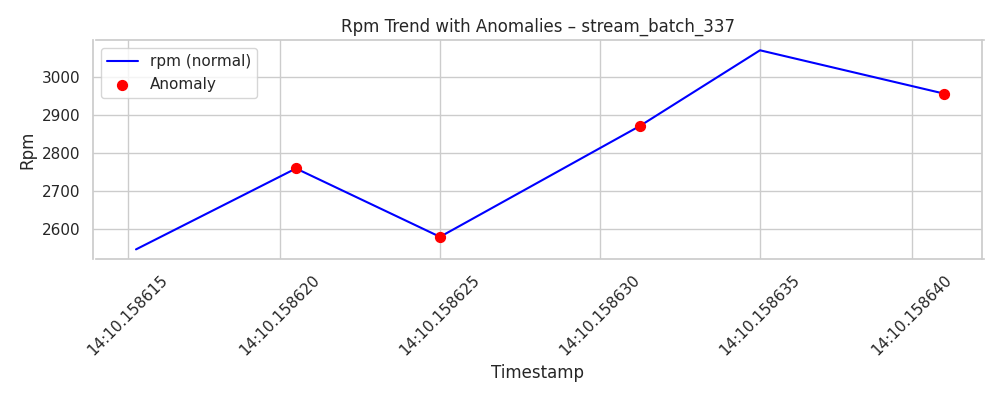 Rpm Trend with Anomalies – stream_batch_337
rpm (normal)
Anomaly
Rpm
3000
2900
2800
2700
2600
14:10.158615
14:10.158620
14:10.158625
14:10.158630
14:10.158635
14:10.158640
Timestamp